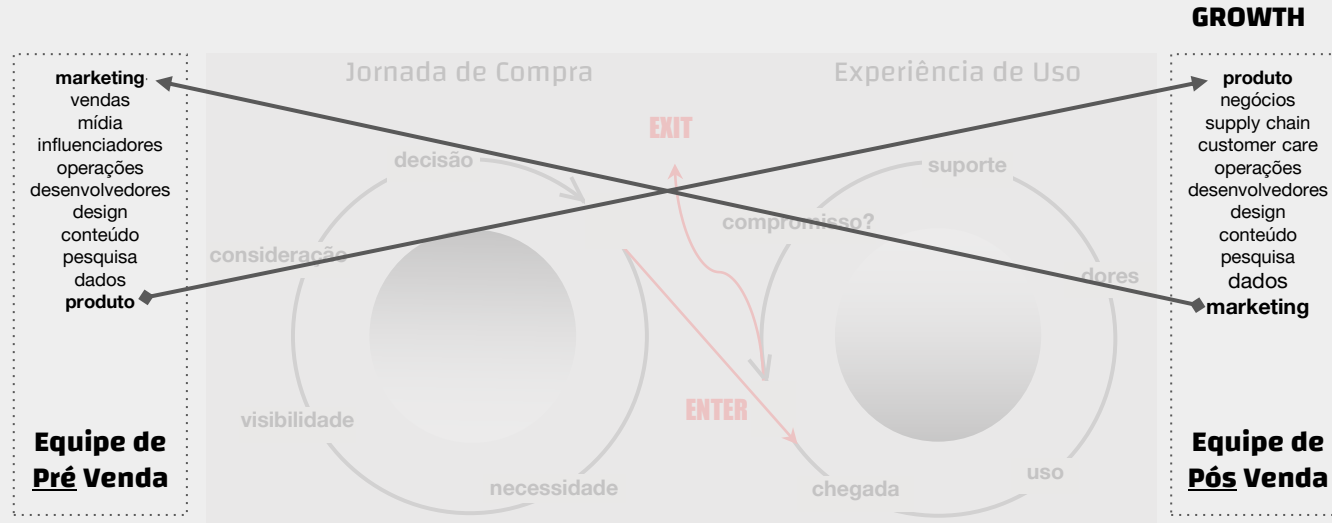 GROWTH
marketing
vendas
mídia
influenciadores
operações
desenvolvedores
design
conteúdo
pesquisa
dados
produto
Equipe de
Pré Venda
Jornada de Compra
decisão
consideração
visibilidade
necessidade
EXIT
ENTER
Experiência de Uso
suporte
compromisso?
dores
uso
chegada
produto
negócios
supply chain
customer care
operações
desenvolvedores
design
conteúdo
pesquisa
dados
marketing
Equipe de
Pós Venda